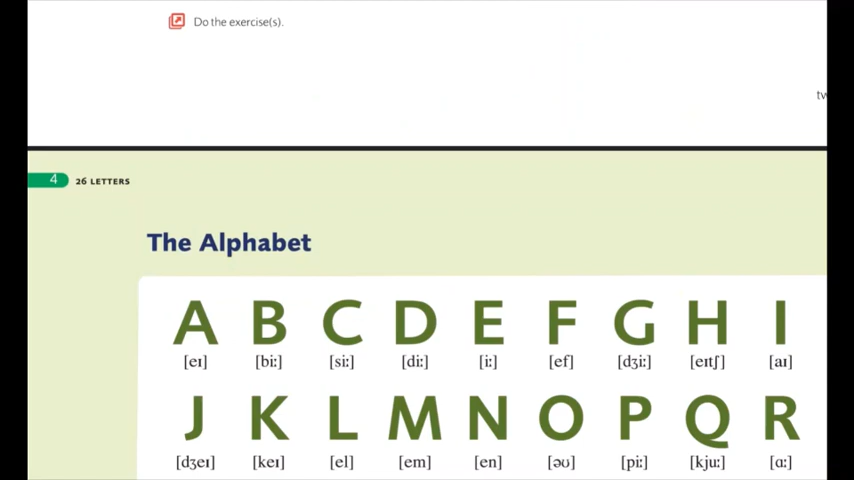 Do the exercise(s).
4 26 LETTERS
The Alphabet
A B C D E F G H I
[eɪ] [biː] [siː] [diː] [iː] [ef] [dʒiː] [eɪtʃ] [aɪ]
J K L M N O P Q R
[dʒeɪ] [keɪ] [el] [em] [en] [əʊ] [piː] [kjuː] [ɑː]